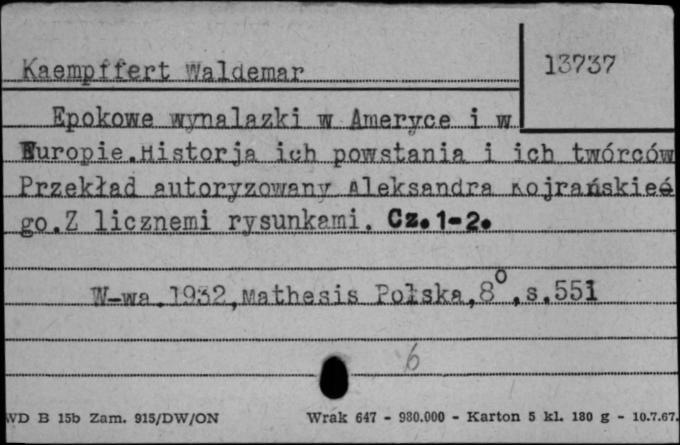 Kaempffert Waldemar
13737
Epokowe wynalazki w Ameryce i w
Europie.Historja ich powstania i ich twórców
Przekład autoryzowany Aleksandra Kojrańskieg
go.Z licznemi rysunkami. Cz.1-2.
W-wa.1932,Mathesis Polska,8°,s.551
6
WD B 15b Zam. 915/DW/ON Wrak 647 - 980.000 - Karton 5 kl. 180 g - 10.7.67.